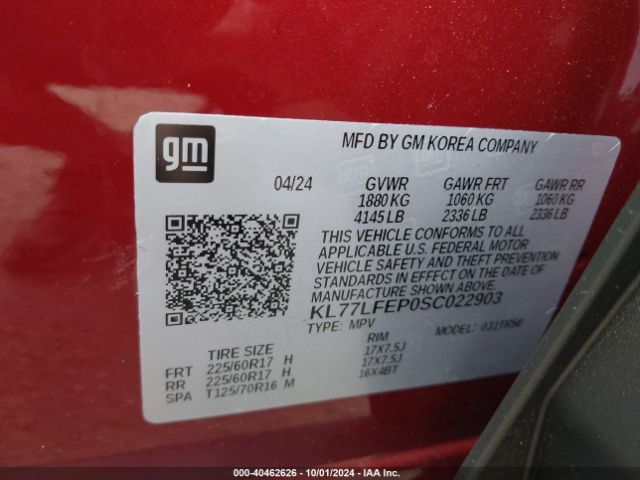 gm
MFD BY GM KOREA COMPANY
04/24 GVWR GAWR FRT GAWR RR
1880 KG 1060 KG 1060 KG
4145 LB 2336 LB 2336 LB
THIS VEHICLE CONFORMS TO ALL
APPLICABLE U.S. FEDERAL MOTOR
VEHICLE SAFETY AND THEFT PREVENTION
STANDARDS IN EFFECT ON THE DATE OF
MANUFACTURE SHOWN ABOVE.
KL77LFEP0SC022903
TYPE: MPV MODEL: 031TR58
TIRE SIZE RIM
FRT 225/60R17 H 17X7.5J
RR 225/60R17 H 17X7.5J
SPA T125/70R16 M 16X4BT
000-40462626 - 10/01/2024 - IAA Inc.